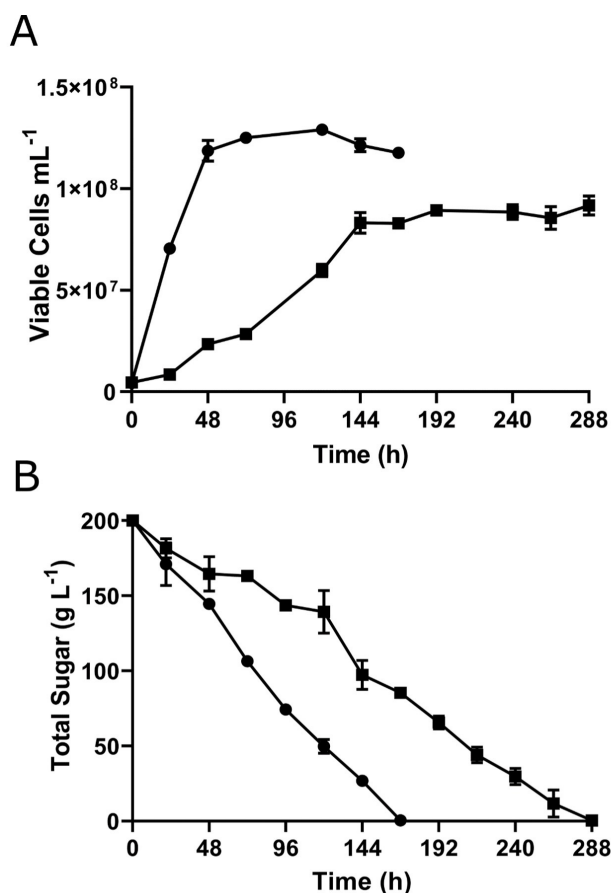 A
1.5×10⁸
1×10⁸
5×10⁷
0
Viable Cells mL⁻¹
0 48 96 144 192 240 288
Time (h)
B
200
150
100
50
0
Total Sugar (g L⁻¹)
0 48 96 144 192 240 288
Time (h)